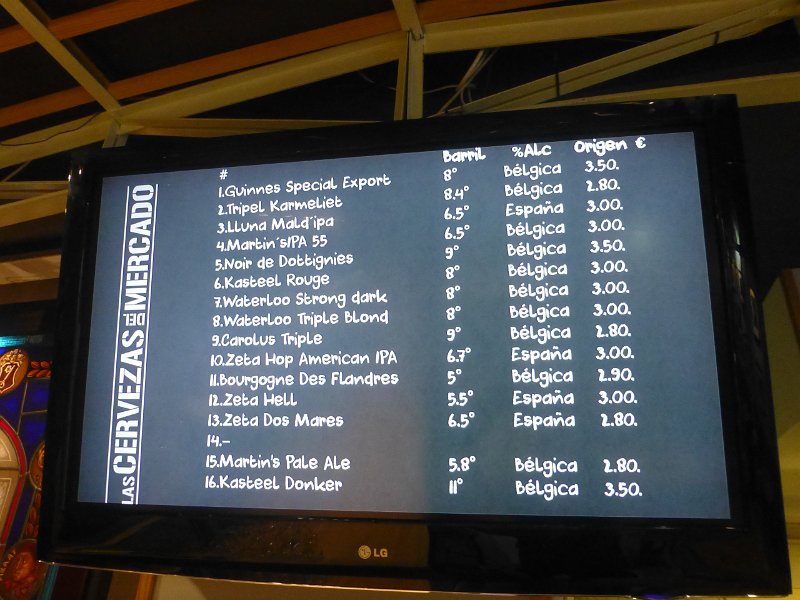 LAS CERVEZAS DEL MERCADO
# Barril %Alc Origen €
1.Guinnes Special Export 8° Bélgica 3.50.
2.Tripel Karmeliet 8.4° Bélgica 2.80.
3.Lluna Mald´ipa 6.5° España 3.00.
4.Martin´sIPA 55 6.5° Bélgica 3.00.
5.Noir de Dottignies 9° Bélgica 3.50.
6.Kasteel Rouge 8° Bélgica 3.00.
7.Waterloo Strong dark 8° Bélgica 3.00.
8.Waterloo Triple Blond 8° Bélgica 3.00.
9.Carolus Triple 9° Bélgica 2.80.
10.Zeta Hop American IPA 6.7° España 3.00.
11.Bourgogne Des Flandres 5° Bélgica 2.90.
12.Zeta Hell 5.5° España 3.00.
13.Zeta Dos Mares 6.5° España 2.80.
14.-
15.Martin's Pale Ale 5.8° Bélgica 2.80.
16.Kasteel Donker 11° Bélgica 3.50.
LG